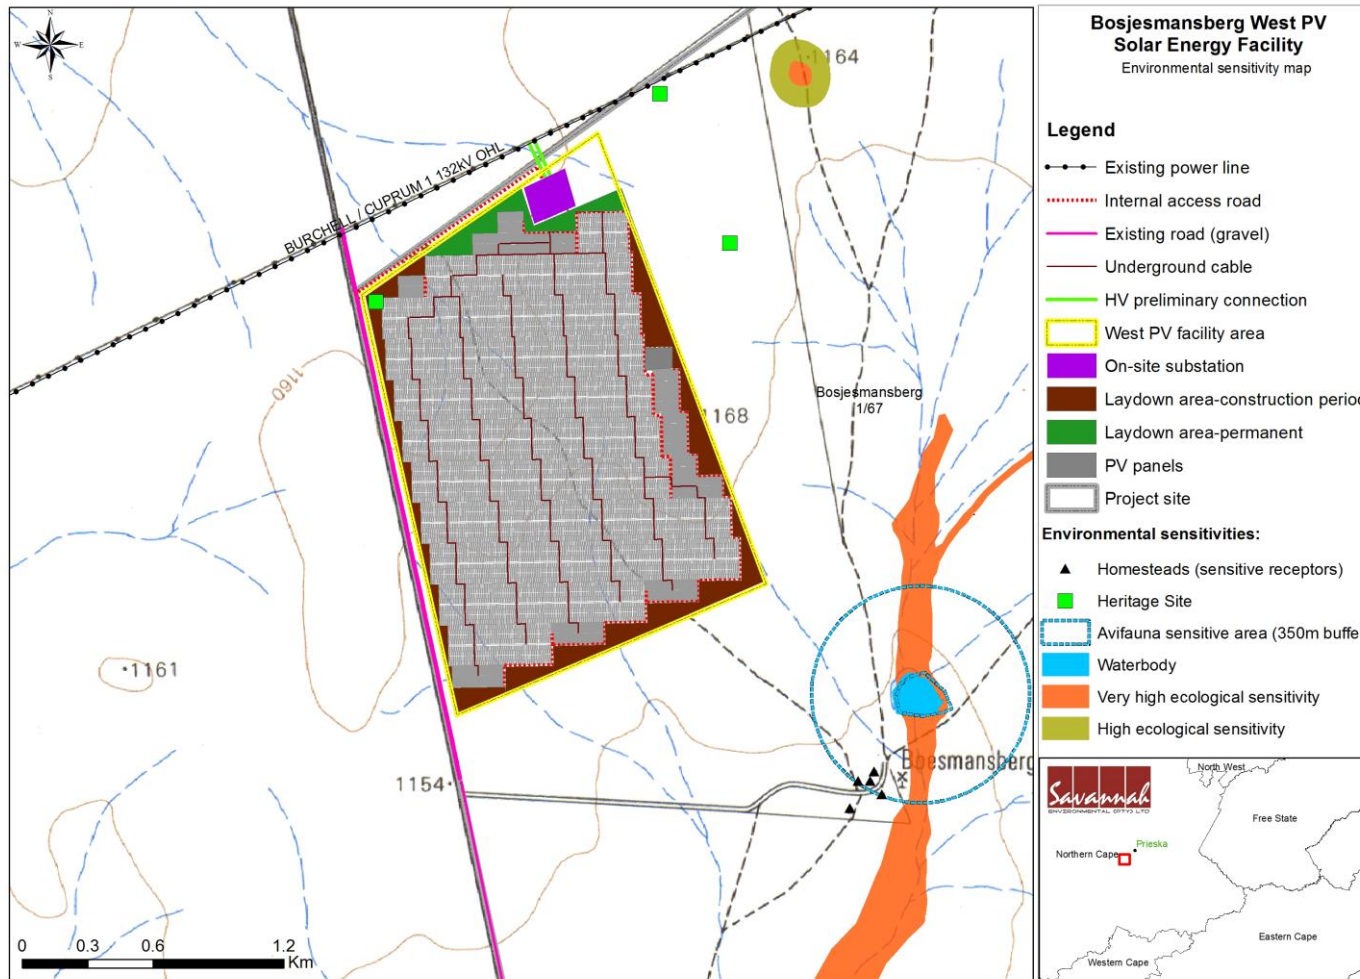 Bosjesmansberg West PV
Solar Energy Facility
Environmental sensitivity map
Legend
Existing power line
Internal access road
Existing road (gravel)
Underground cable
HV preliminary connection
West PV facility area
On-site substation
Laydown area-construction perio
Laydown area-permanent
PV panels
Project site
Environmental sensitivities:
Homesteads (sensitive receptors)
Heritage Site
Avifauna sensitive area (350m buffe
Waterbody
Very high ecological sensitivity
High ecological sensitivity
N
W E
S
1164
BURCHELL / CUPRUM 1 132kV OHL
1160
Bosjesmansberg
1/67
1168
1161
1154
Boesmansberg
0 0.3 0.6 1.2
Km
Savannah
ENVIRONMENTAL (PTY) LTD
North West
Free State
Prieska
Northern Cape
Eastern Cape
Western Cape